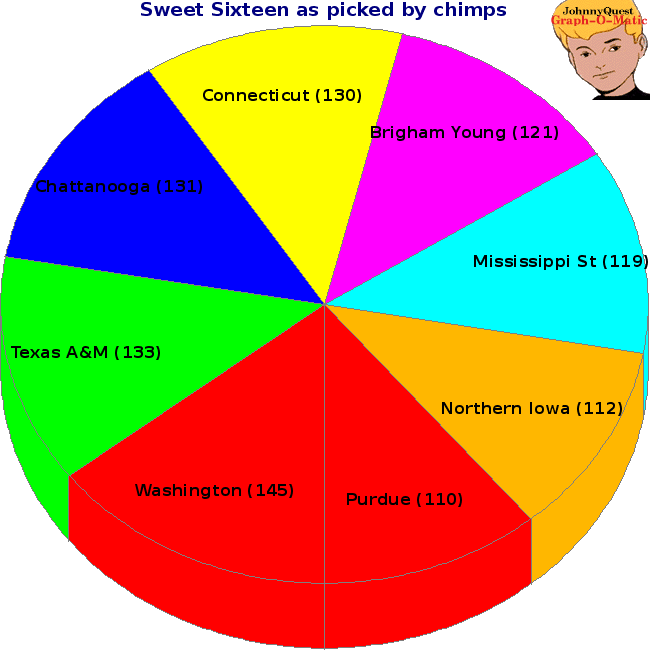 Sweet Sixteen as picked by chimps
JohnnyQuest
Graph-O-Matic
Connecticut (130)
Brigham Young (121)
Chattanooga (131)
Mississippi St (119)
Texas A&M (133)
Northern Iowa (112)
Washington (145)
Purdue (110)